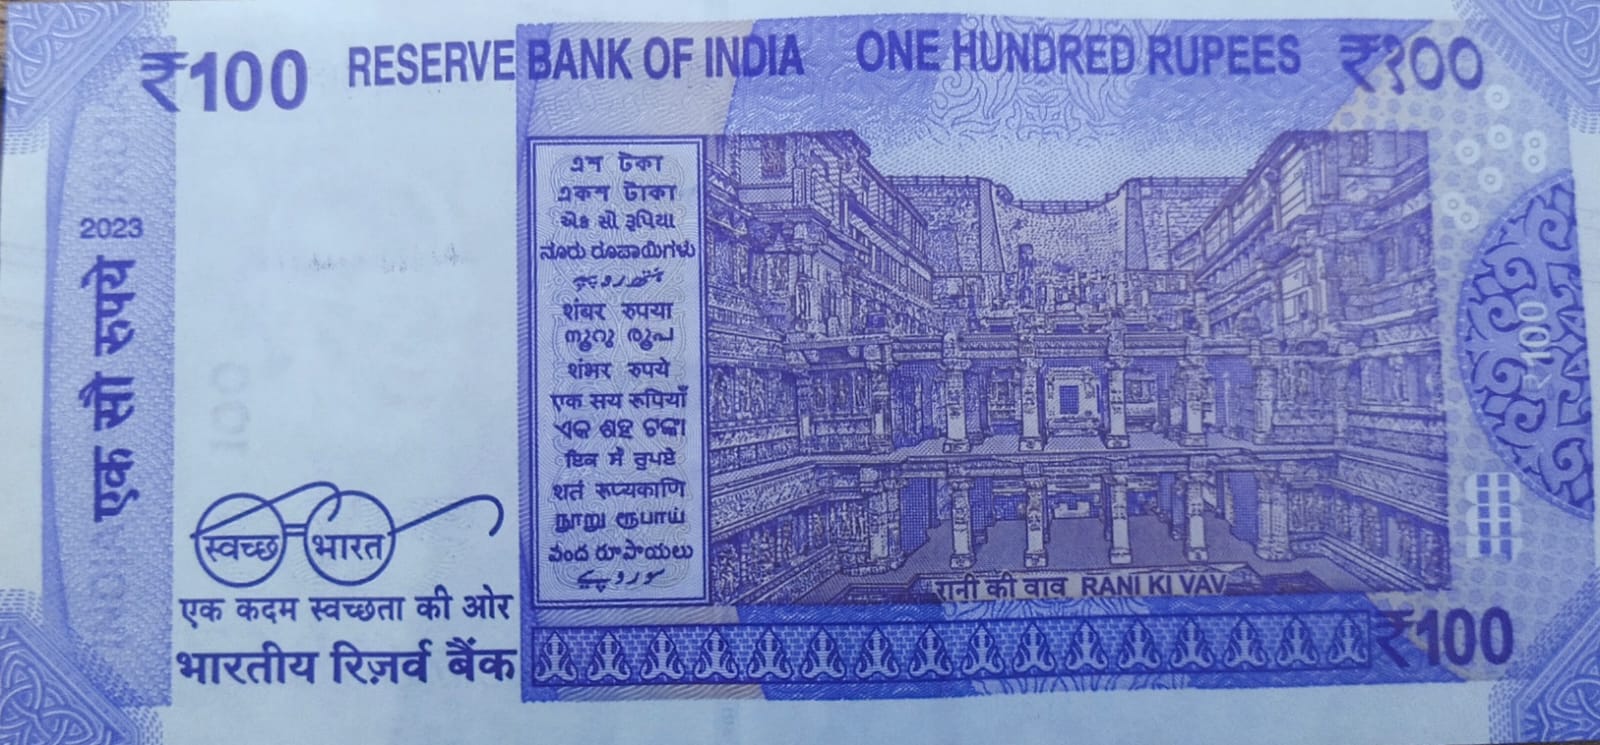 ₹100 RESERVE BANK OF INDIA ONE HUNDRED RUPEES ₹१००
2023
एक सौ रुपये
এশ টকা
একশ টাকা
એક સો રૂપિયા
ನೂರು ರೂಪಾಯಿಗಳು
शंबर रुपया
നൂറു രൂപ
शंभर रुपये
एक सय रुपियाँ
ଏକ ଶହ ଟଙ୍କା
ਇਕ ਸੌ ਰੁਪਏ
शतं रूप्यकाणि
நூறு ரூபாய்
వంద రూపాయలు
رانی
₹100
100
स्वच्छ भारत
एक कदम स्वच्छता की ओर
भारतीय रिज़र्व बैंक
रानी की वाव RANI KI VAV
₹100